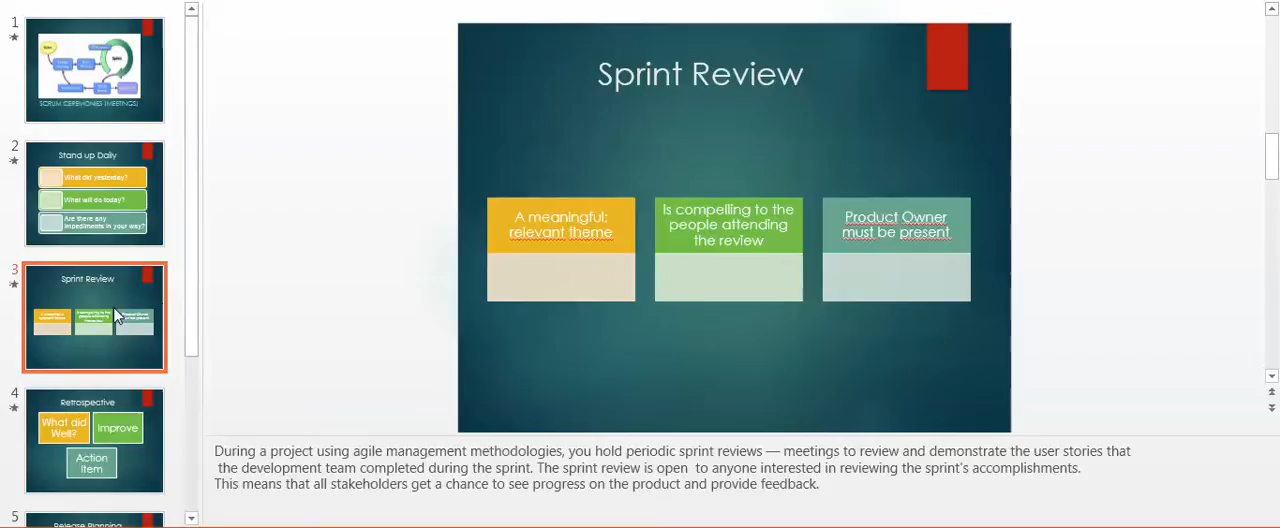 1
SCRUM CEREMONIES (MEETINGS)
2
Stand up Daily
What did yesterday?
What will do today?
Are there any
impediments in your way?
3
Sprint Review
4
Retrospective
What did
Well?
Improve
Action
Item
5
Release Planning
Sprint Review
A meaningful;
relevant theme
Is compelling to the
people attending
the review
Product Owner
must be present
During a project using agile management methodologies, you hold periodic sprint reviews — meetings to review and demonstrate the user stories that
the development team completed during the sprint. The sprint review is open  to anyone interested in reviewing the sprint's accomplishments.
This means that all stakeholders get a chance to see progress on the product and provide feedback.